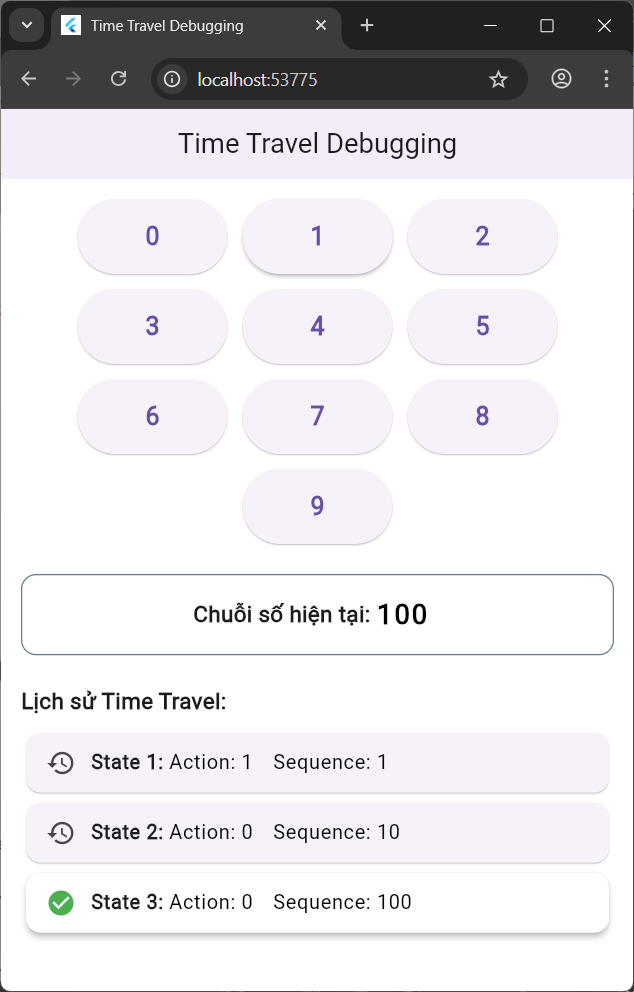 Time Travel Debugging
localhost:53775
Time Travel Debugging
0 1 2
3 4 5
6 7 8
9
Chuỗi số hiện tại: 100
Lịch sử Time Travel:
State 1: Action: 1 Sequence: 1
State 2: Action: 0 Sequence: 10
State 3: Action: 0 Sequence: 100